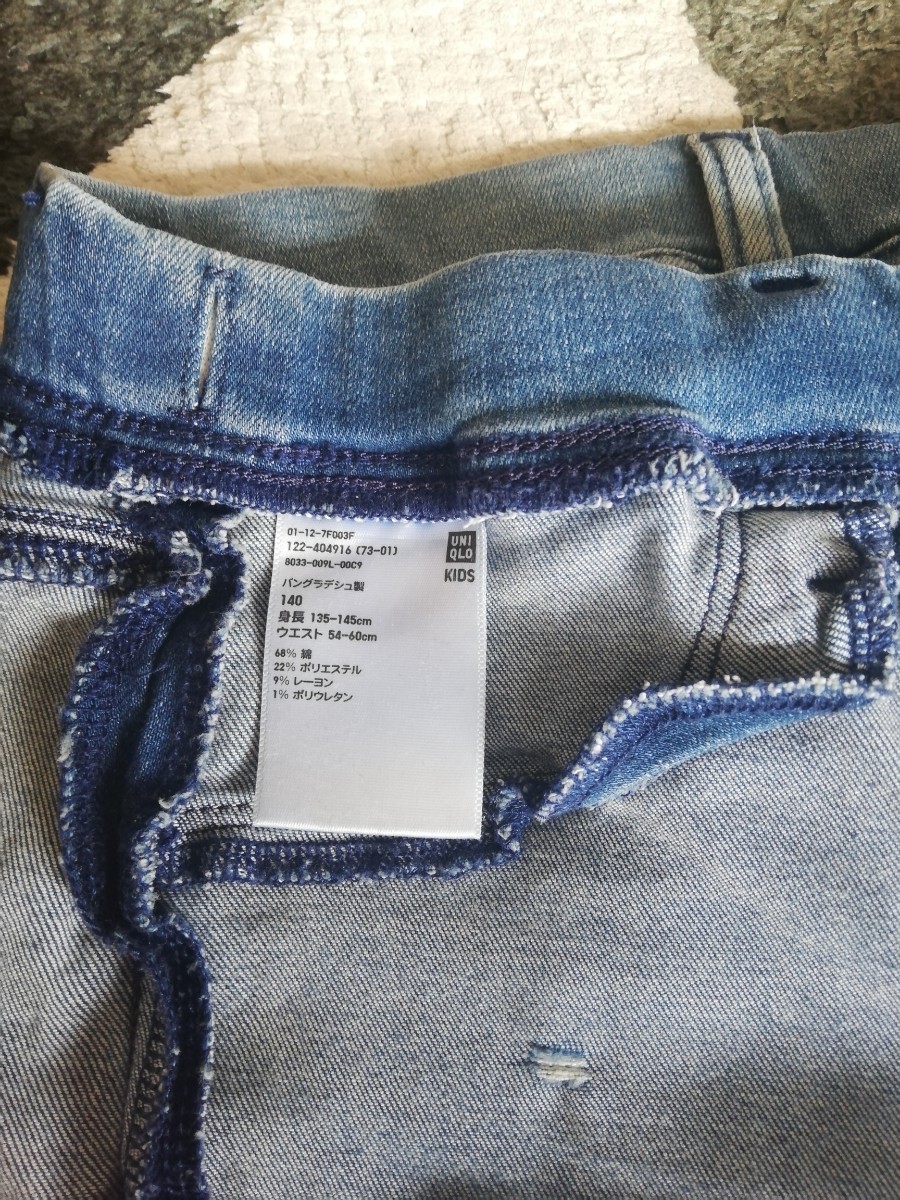 01-12-7F003F
122-404916 (73-01)
8033-009L-00C9
UNI
QLO
KIDS
バングラデシュ製
140
身長 135-145cm
ウエスト 54-60cm
68% 綿
22% ポリエステル
9% レーヨン
1% ポリウレタン